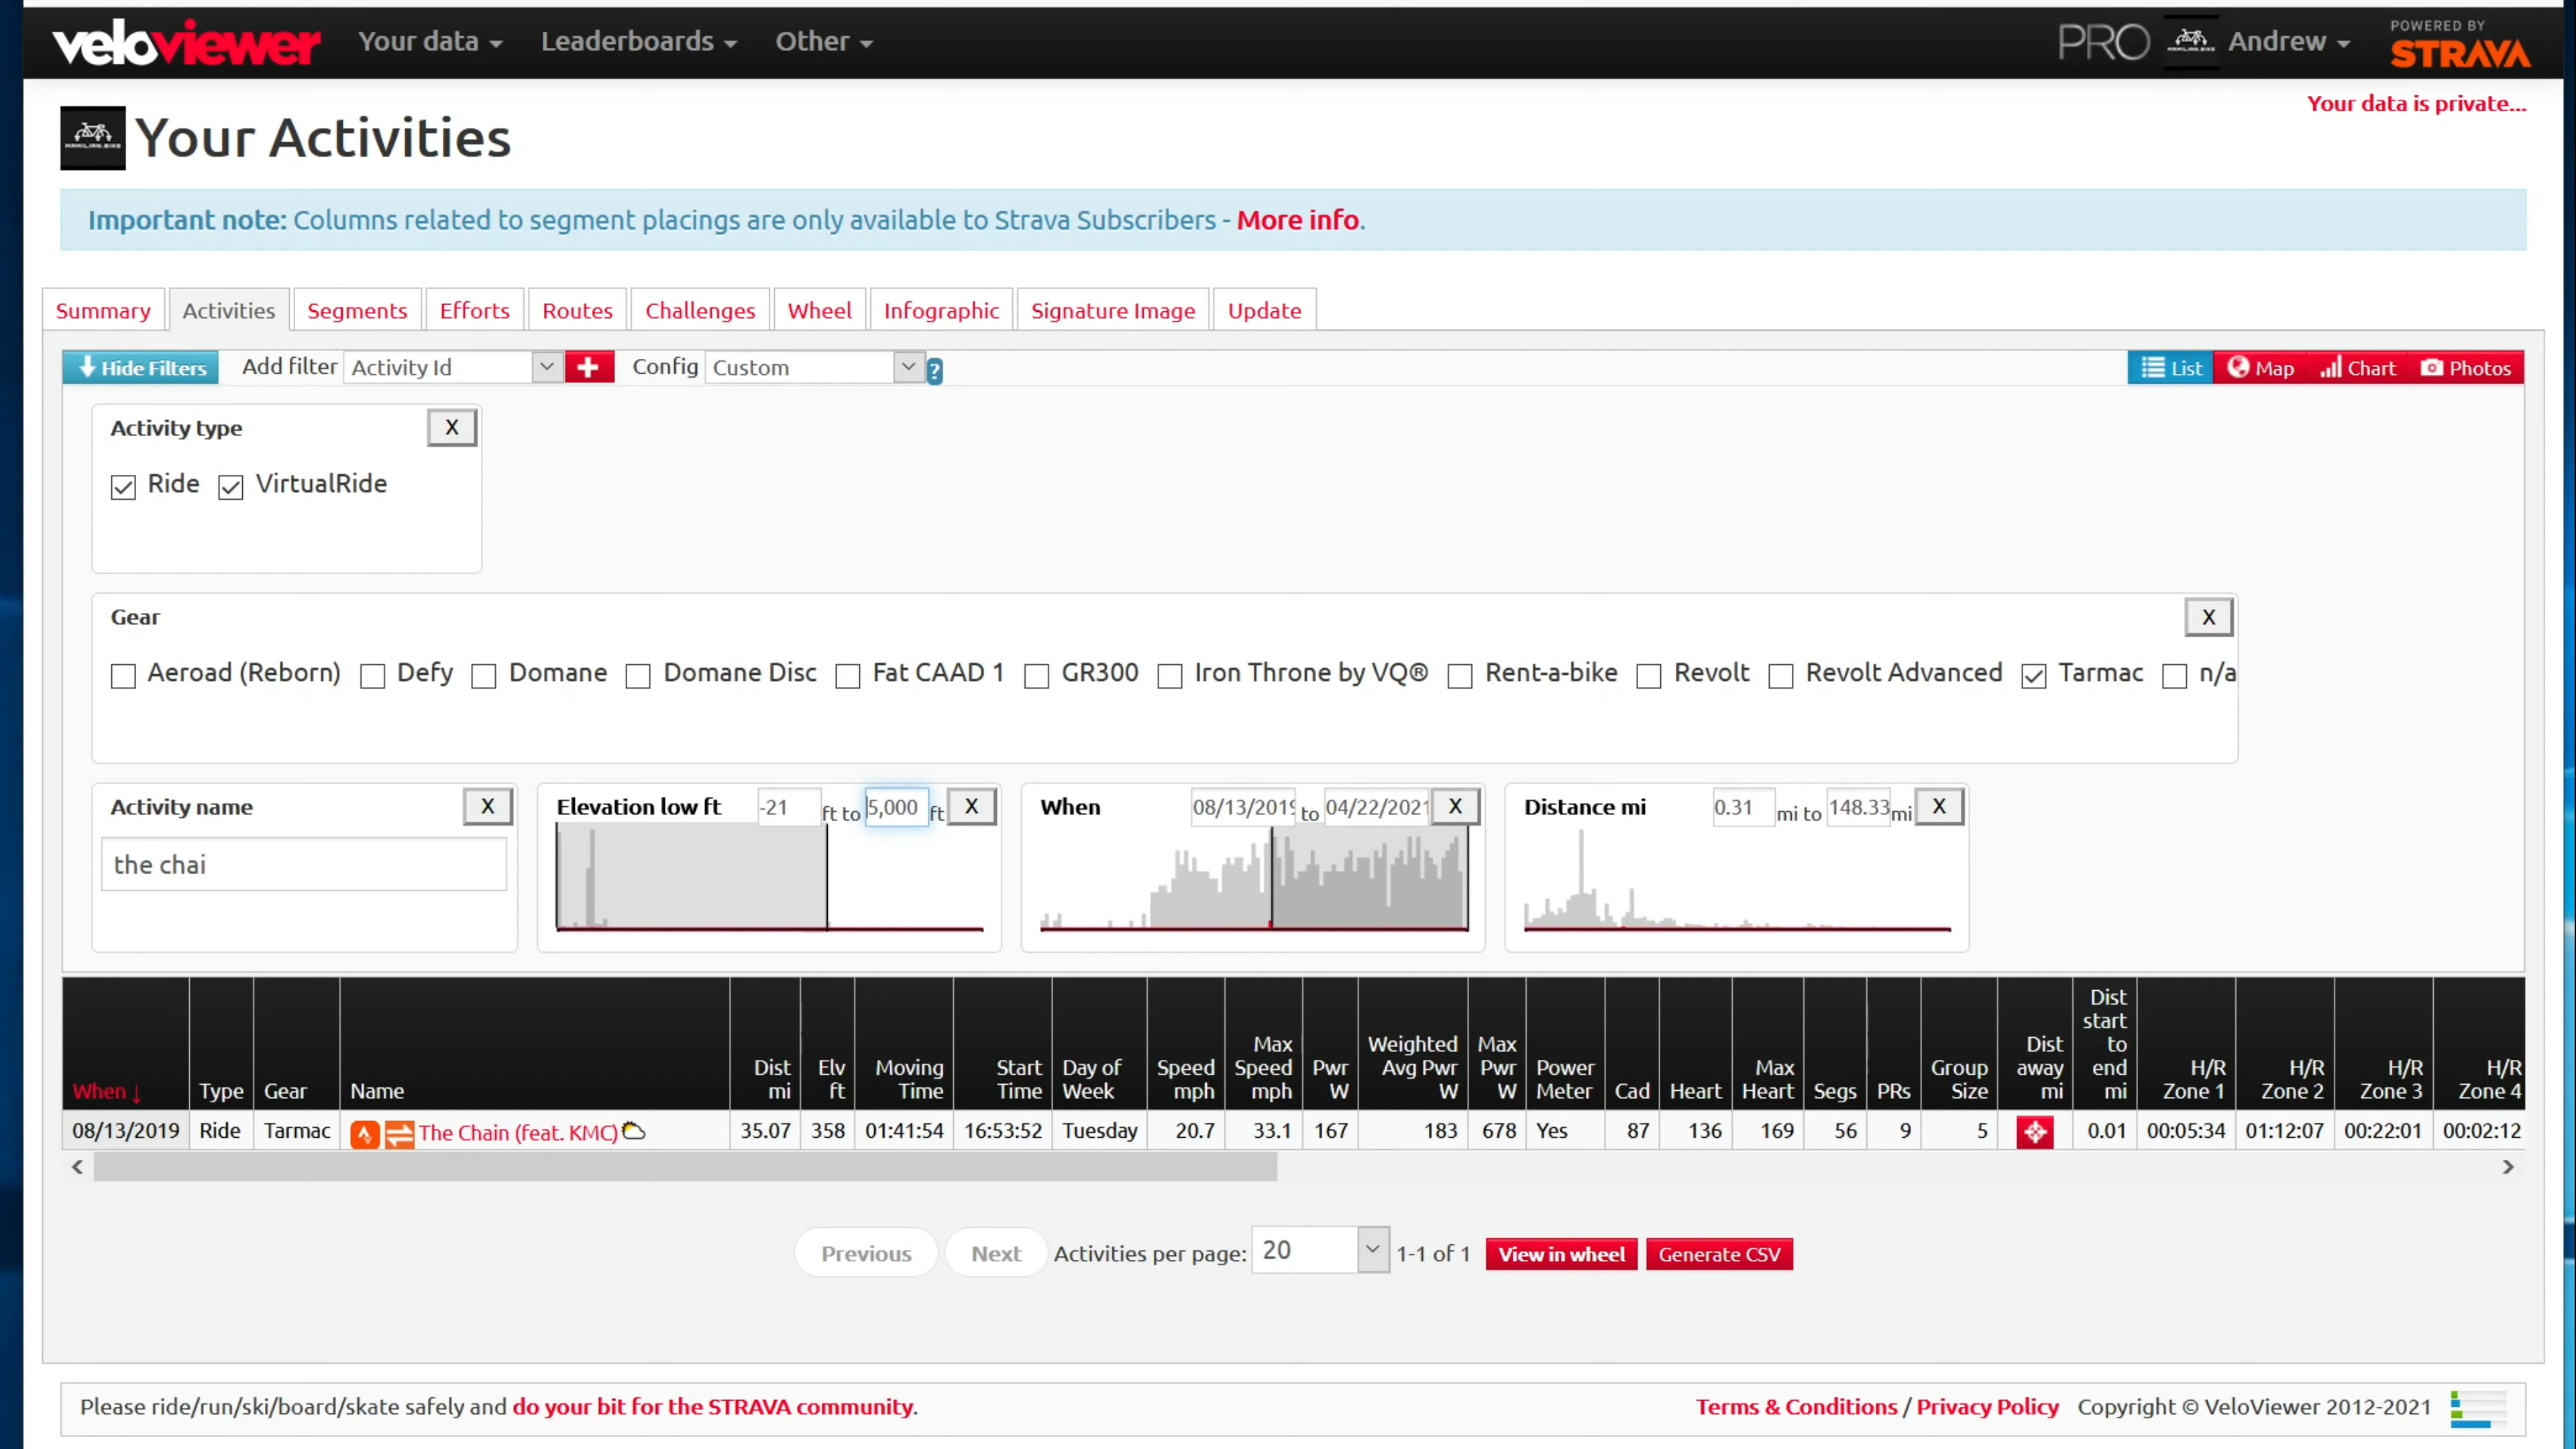 veloviewer Your data Leaderboards Other PRO MAMILIAN.BIKE Andrew POWERED BY STRAVA
Your data is private...
MAMILIAN.BIKE Your Activities
Important note: Columns related to segment placings are only available to Strava Subscribers - More info.
Summary Activities Segments Efforts Routes Challenges Wheel Infographic Signature Image Update
Hide Filters Add filter Activity Id Config Custom ? List Map Chart Photos
Activity type X
Ride VirtualRide
Gear X
Aeroad (Reborn) Defy Domane Domane Disc Fat CAAD 1 GR300 Iron Throne by VQ® Rent-a-bike Revolt Revolt Advanced Tarmac n/a
Activity name X Elevation low ft -21 ft to 5,000 ft X When 08/13/2019 to 04/22/2021 X Distance mi 0.31 mi to 148.33 mi X
the chai
When ↓ Type Gear Name Dist mi Elv ft Moving Time Start Time Day of Week Speed mph Max Speed mph Pwr W Weighted Avg Pwr W Max Pwr W Power Meter Cad Heart Max Heart Segs PRs Group Size Dist away mi Dist start to end mi H/R Zone 1 H/R Zone 2 H/R Zone 3 H/R Zone 4
08/13/2019 Ride Tarmac The Chain (feat. KMC) 35.07 358 01:41:54 16:53:52 Tuesday 20.7 33.1 167 183 678 Yes 87 136 169 56 9 5 0.01 00:05:34 01:12:07 00:22:01 00:02:12
Previous Next Activities per page: 20 1-1 of 1 View in wheel Generate CSV
Please ride/run/ski/board/skate safely and do your bit for the STRAVA community. Terms & Conditions / Privacy Policy Copyright © VeloViewer 2012-2021